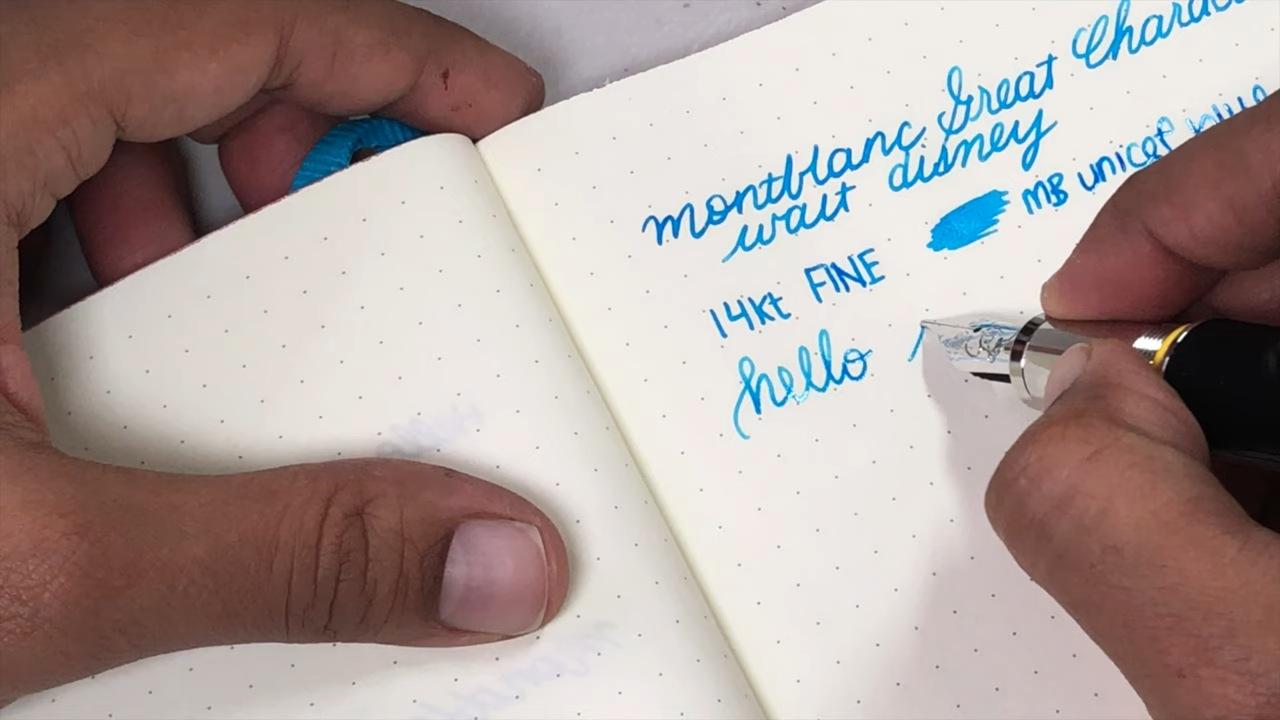 montblanc Great Charac
walt disney
MB unicef blue
14kt FINE
hello